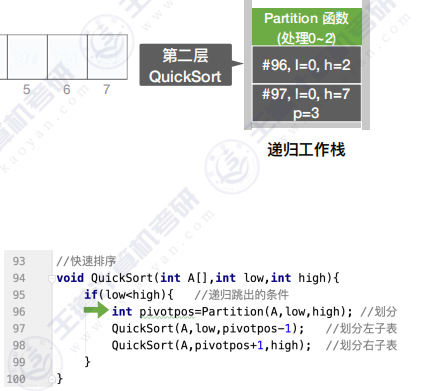 Partition 函数
(处理0~2)
第二层
QuickSort
#96, l=0, h=2
#97, l=0, h=7
p=3
5 6 7
递归工作栈
93 //快速排序
94 void QuickSort(int A[],int low,int high){
95 if(low<high){ //递归跳出的条件
96 int pivotpos=Partition(A,low,high); //划分
97 QuickSort(A,low,pivotpos-1); //划分左子表
98 QuickSort(A,pivotpos+1,high); //划分右子表
99 }
100 }